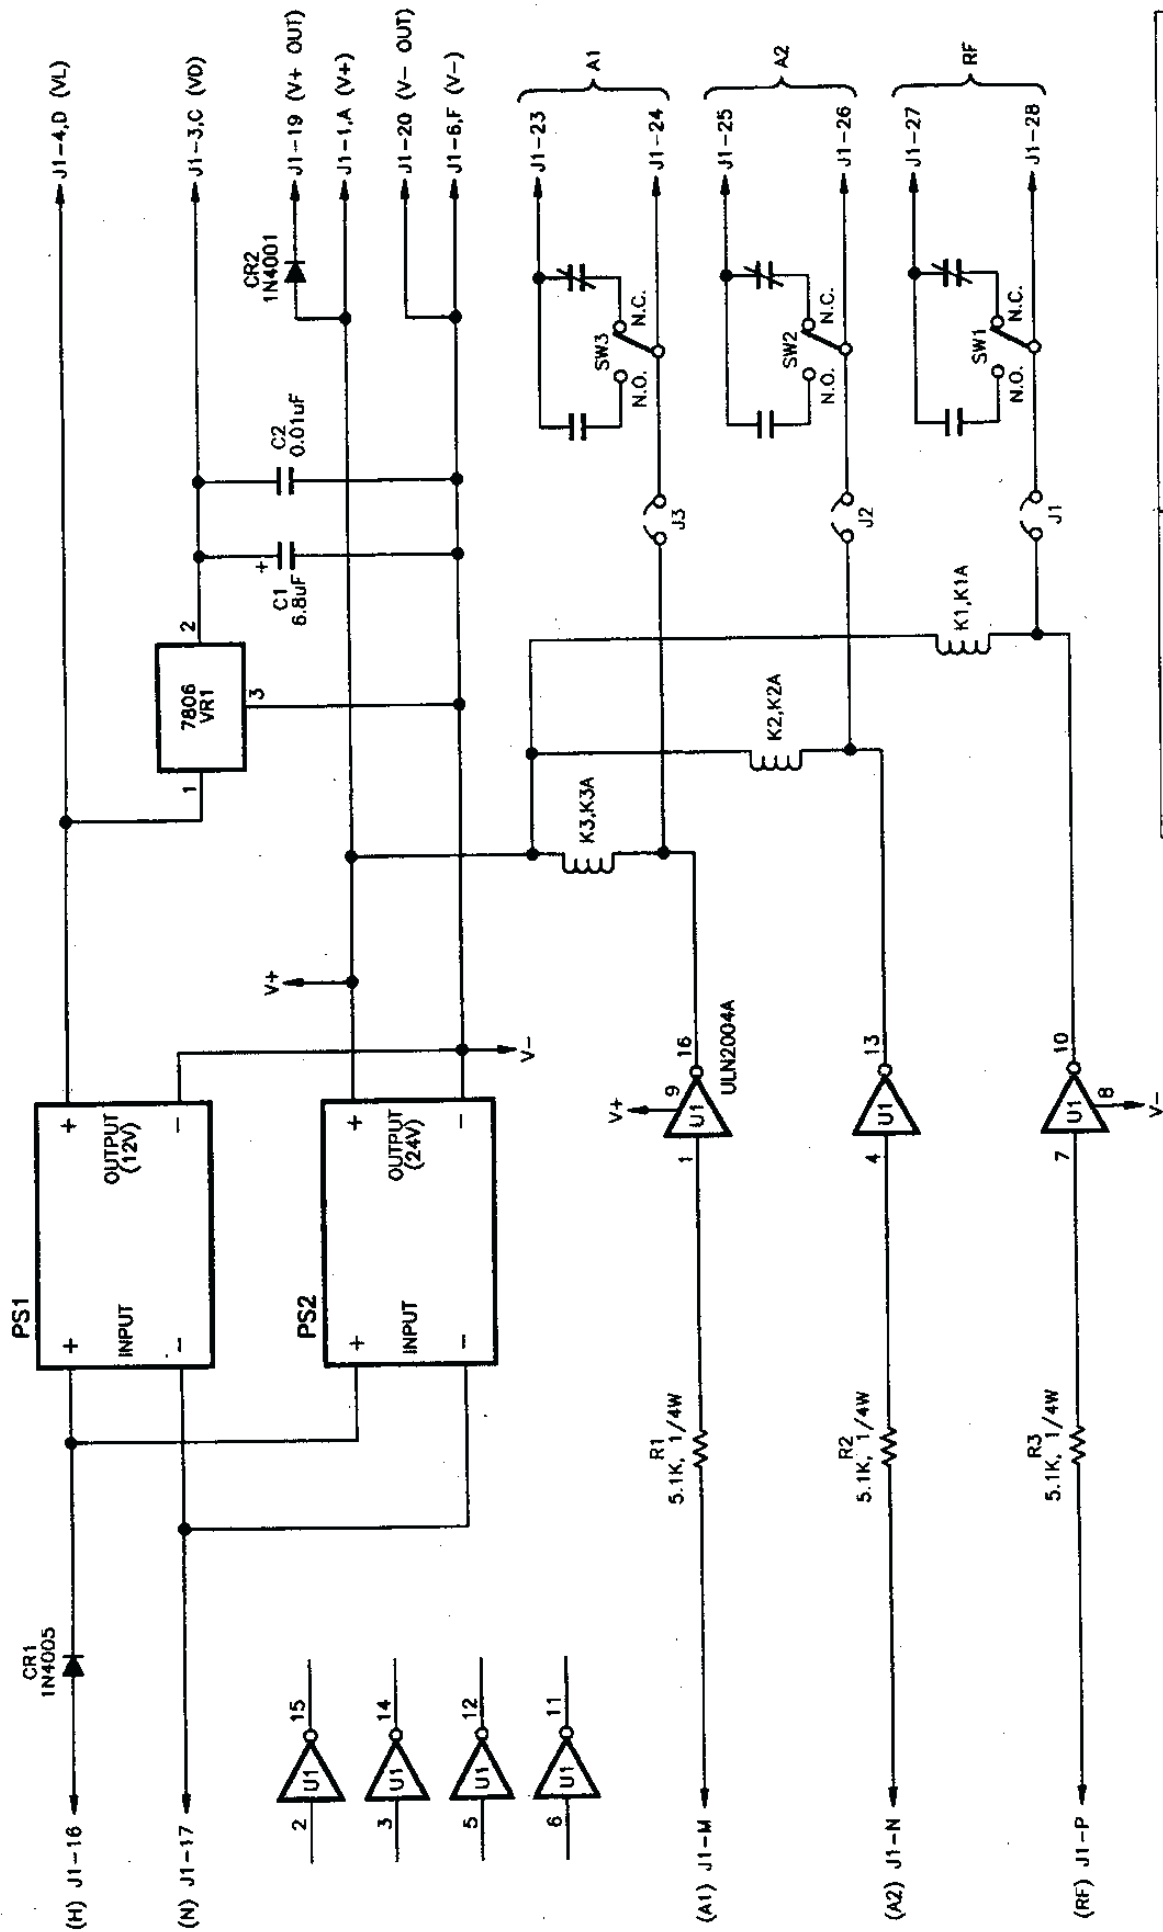 (H) J1-16
CR1
1N4005
(N) J1-17
PS1
+
INPUT
-
+
OUTPUT
(12V)
-
PS2
+
INPUT
-
+
OUTPUT
(24V)
-
1
7806
VR1
2
3
C1
6.8uF
+
C2
0.01uF
CR2
1N4001
J1-4,D (VL)
J1-3,C (VD)
J1-19 (V+ OUT)
J1-1,A (V+)
J1-20 (V- OUT)
J1-6,F (V-)
V+
V-
2
U1
15
3
U1
14
5
U1
12
6
U1
11
(A1) J1-M
R1
5.1K, 1/4W
1
U1
V+
9
16
ULN2004A
K3,K3A
J3
N.O.
SW3
N.C.
J1-23
J1-24
A1
(A2) J1-N
R2
5.1K, 1/4W
4
U1
13
K2,K2A
J2
N.O.
SW2
N.C.
J1-25
J1-26
A2
(RF) J1-P
R3
5.1K, 1/4W
7
U1
10
8
V-
K1,K1A
J1
N.O.
SW1
N.C.
J1-27
J1-28
RF